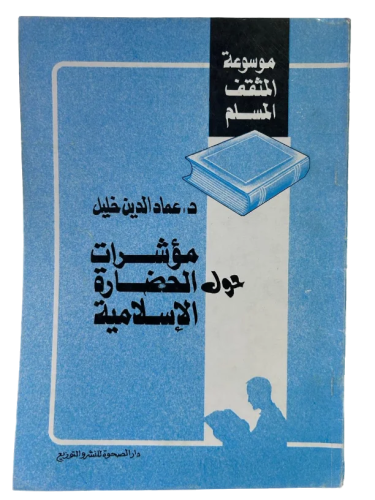 موسوعة
المثقف
المسلم
د. عماد الدين خليل
مؤشرات
حول الحضارة
الإسلامية
دار الصحوة للنشر والتوزيع